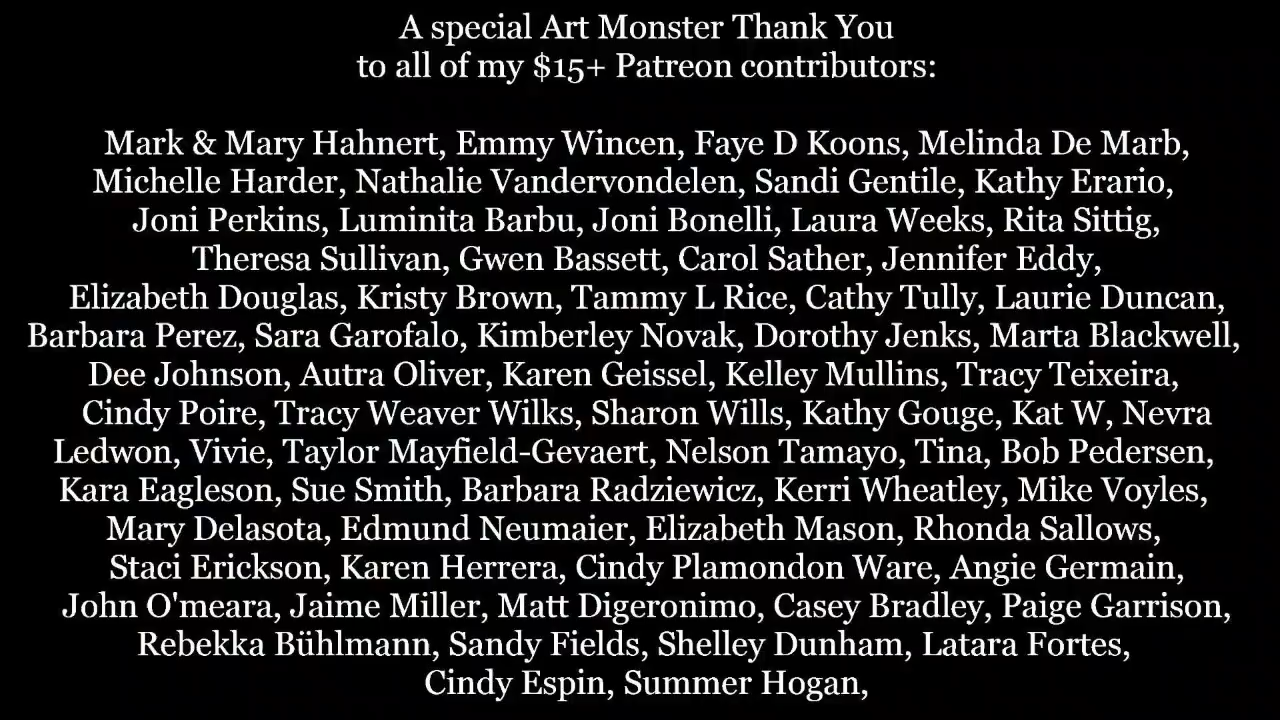 A special Art Monster Thank You
to all of my $15+ Patreon contributors:
Mark & Mary Hahnert, Emmy Wincen, Faye D Koons, Melinda De Marb,
Michelle Harder, Nathalie Vandervondelen, Sandi Gentile, Kathy Erario,
Joni Perkins, Luminita Barbu, Joni Bonelli, Laura Weeks, Rita Sittig,
Theresa Sullivan, Gwen Bassett, Carol Sather, Jennifer Eddy,
Elizabeth Douglas, Kristy Brown, Tammy L Rice, Cathy Tully, Laurie Duncan,
Barbara Perez, Sara Garofalo, Kimberley Novak, Dorothy Jenks, Marta Blackwell,
Dee Johnson, Autra Oliver, Karen Geissel, Kelley Mullins, Tracy Teixeira,
Cindy Poire, Tracy Weaver Wilks, Sharon Wills, Kathy Gouge, Kat W, Nevra
Ledwon, Vivie, Taylor Mayfield-Gevaert, Nelson Tamayo, Tina, Bob Pedersen,
Kara Eagleson, Sue Smith, Barbara Radziewicz, Kerri Wheatley, Mike Voyles,
Mary Delasota, Edmund Neumaier, Elizabeth Mason, Rhonda Sallows,
Staci Erickson, Karen Herrera, Cindy Plamondon Ware, Angie Germain,
John O'meara, Jaime Miller, Matt Digeronimo, Casey Bradley, Paige Garrison,
Rebekka Bühlmann, Sandy Fields, Shelley Dunham, Latara Fortes,
Cindy Espin, Summer Hogan,